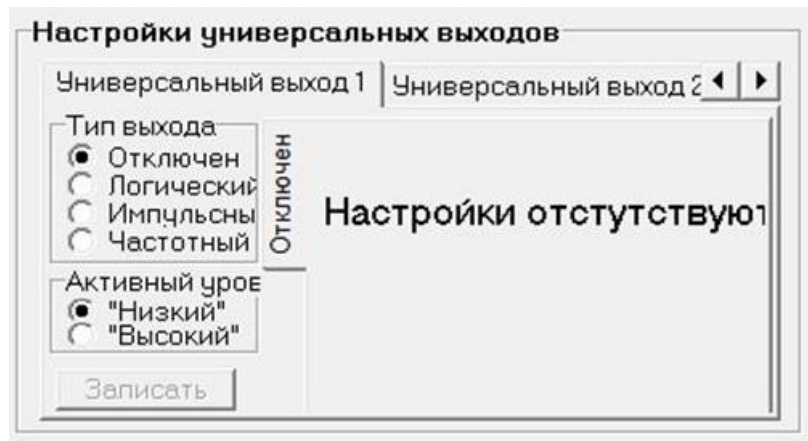 Настройки универсальных выходов
Универсальный выход 1
Универсальный выход 2
Тип выхода
Отключен
Логический
Импульсны
Частотный
Отключен
Настройки отстутствуют
Активный уров
"Низкий"
"Высокий"
Записать